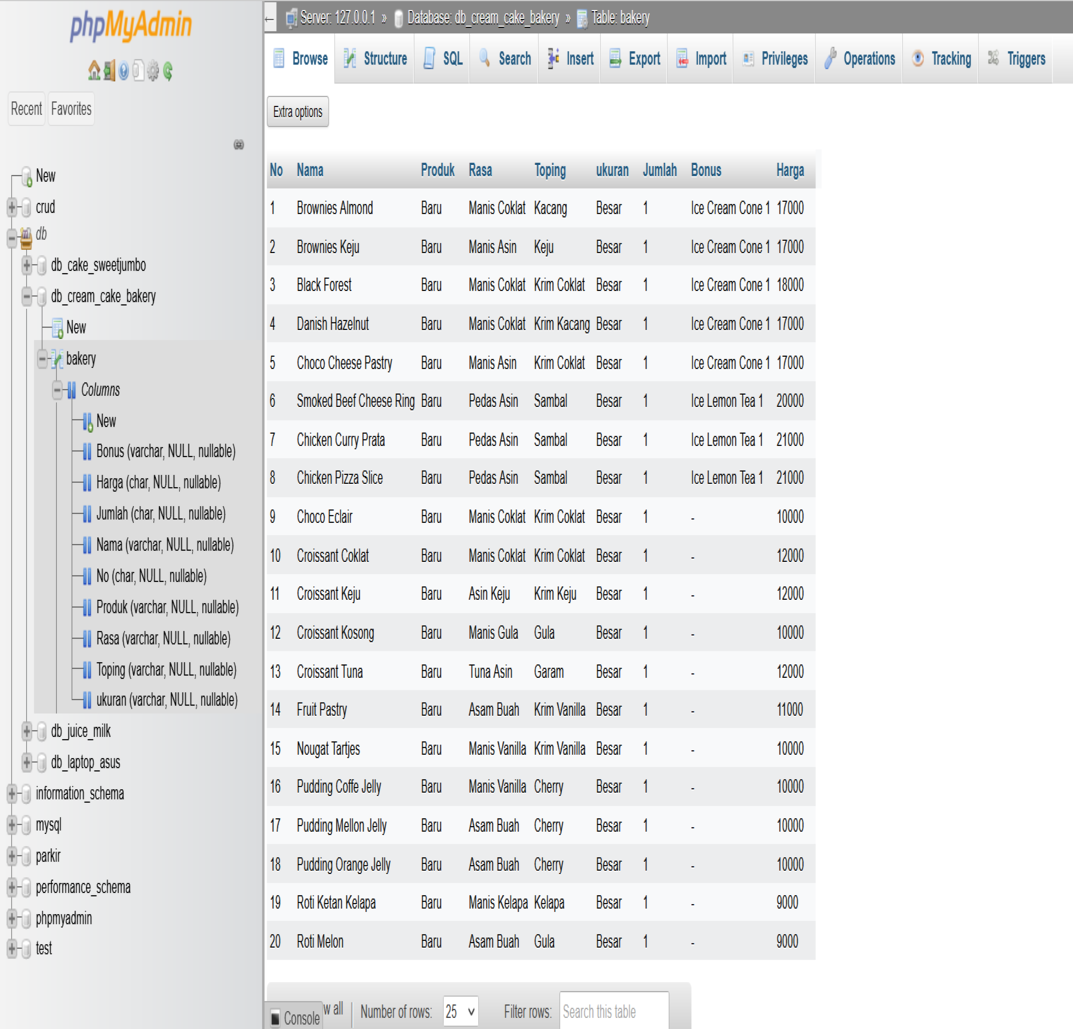 phpMyAdmin
Recent Favorites
New
crud
db
db_cake_sweetjumbo
db_cream_cake_bakery
New
bakery
Columns
New
Bonus (varchar, NULL, nullable)
Harga (char, NULL, nullable)
Jumlah (char, NULL, nullable)
Nama (varchar, NULL, nullable)
No (char, NULL, nullable)
Produk (varchar, NULL, nullable)
Rasa (varchar, NULL, nullable)
Toping (varchar, NULL, nullable)
ukuran (varchar, NULL, nullable)
db_juice_milk
db_laptop_asus
information_schema
mysql
parkir
performance_schema
phpmyadmin
test
Server: 127.0.0.1 » Database: db_cream_cake_bakery » Table: bakery
Browse Structure SQL Search Insert Export Import Privileges Operations Tracking Triggers
Extra options
No Nama Produk Rasa Toping ukuran Jumlah Bonus Harga
1 Brownies Almond Baru Manis Coklat Kacang Besar 1 Ice Cream Cone 1 17000
2 Brownies Keju Baru Manis Asin Keju Besar 1 Ice Cream Cone 1 17000
3 Black Forest Baru Manis Coklat Krim Coklat Besar 1 Ice Cream Cone 1 18000
4 Danish Hazelnut Baru Manis Coklat Krim Kacang Besar 1 Ice Cream Cone 1 17000
5 Choco Cheese Pastry Baru Manis Asin Krim Coklat Besar 1 Ice Cream Cone 1 17000
6 Smoked Beef Cheese Ring Baru Pedas Asin Sambal Besar 1 Ice Lemon Tea 1 20000
7 Chicken Curry Prata Baru Pedas Asin Sambal Besar 1 Ice Lemon Tea 1 21000
8 Chicken Pizza Slice Baru Pedas Asin Sambal Besar 1 Ice Lemon Tea 1 21000
9 Choco Eclair Baru Manis Coklat Krim Coklat Besar 1 - 10000
10 Croissant Coklat Baru Manis Coklat Krim Coklat Besar 1 - 12000
11 Croissant Keju Baru Asin Keju Krim Keju Besar 1 - 12000
12 Croissant Kosong Baru Manis Gula Gula Besar 1 - 10000
13 Croissant Tuna Baru Tuna Asin Garam Besar 1 - 12000
14 Fruit Pastry Baru Asam Buah Krim Vanilla Besar 1 - 11000
15 Nougat Tartjes Baru Manis Vanilla Krim Vanilla Besar 1 - 10000
16 Pudding Coffe Jelly Baru Manis Vanilla Cherry Besar 1 - 10000
17 Pudding Mellon Jelly Baru Asam Buah Cherry Besar 1 - 10000
18 Pudding Orange Jelly Baru Asam Buah Cherry Besar 1 - 10000
19 Roti Ketan Kelapa Baru Manis Kelapa Kelapa Besar 1 - 9000
20 Roti Melon Baru Asam Buah Gula Besar 1 - 9000
Console w all Number of rows: 25 Filter rows: Search this table